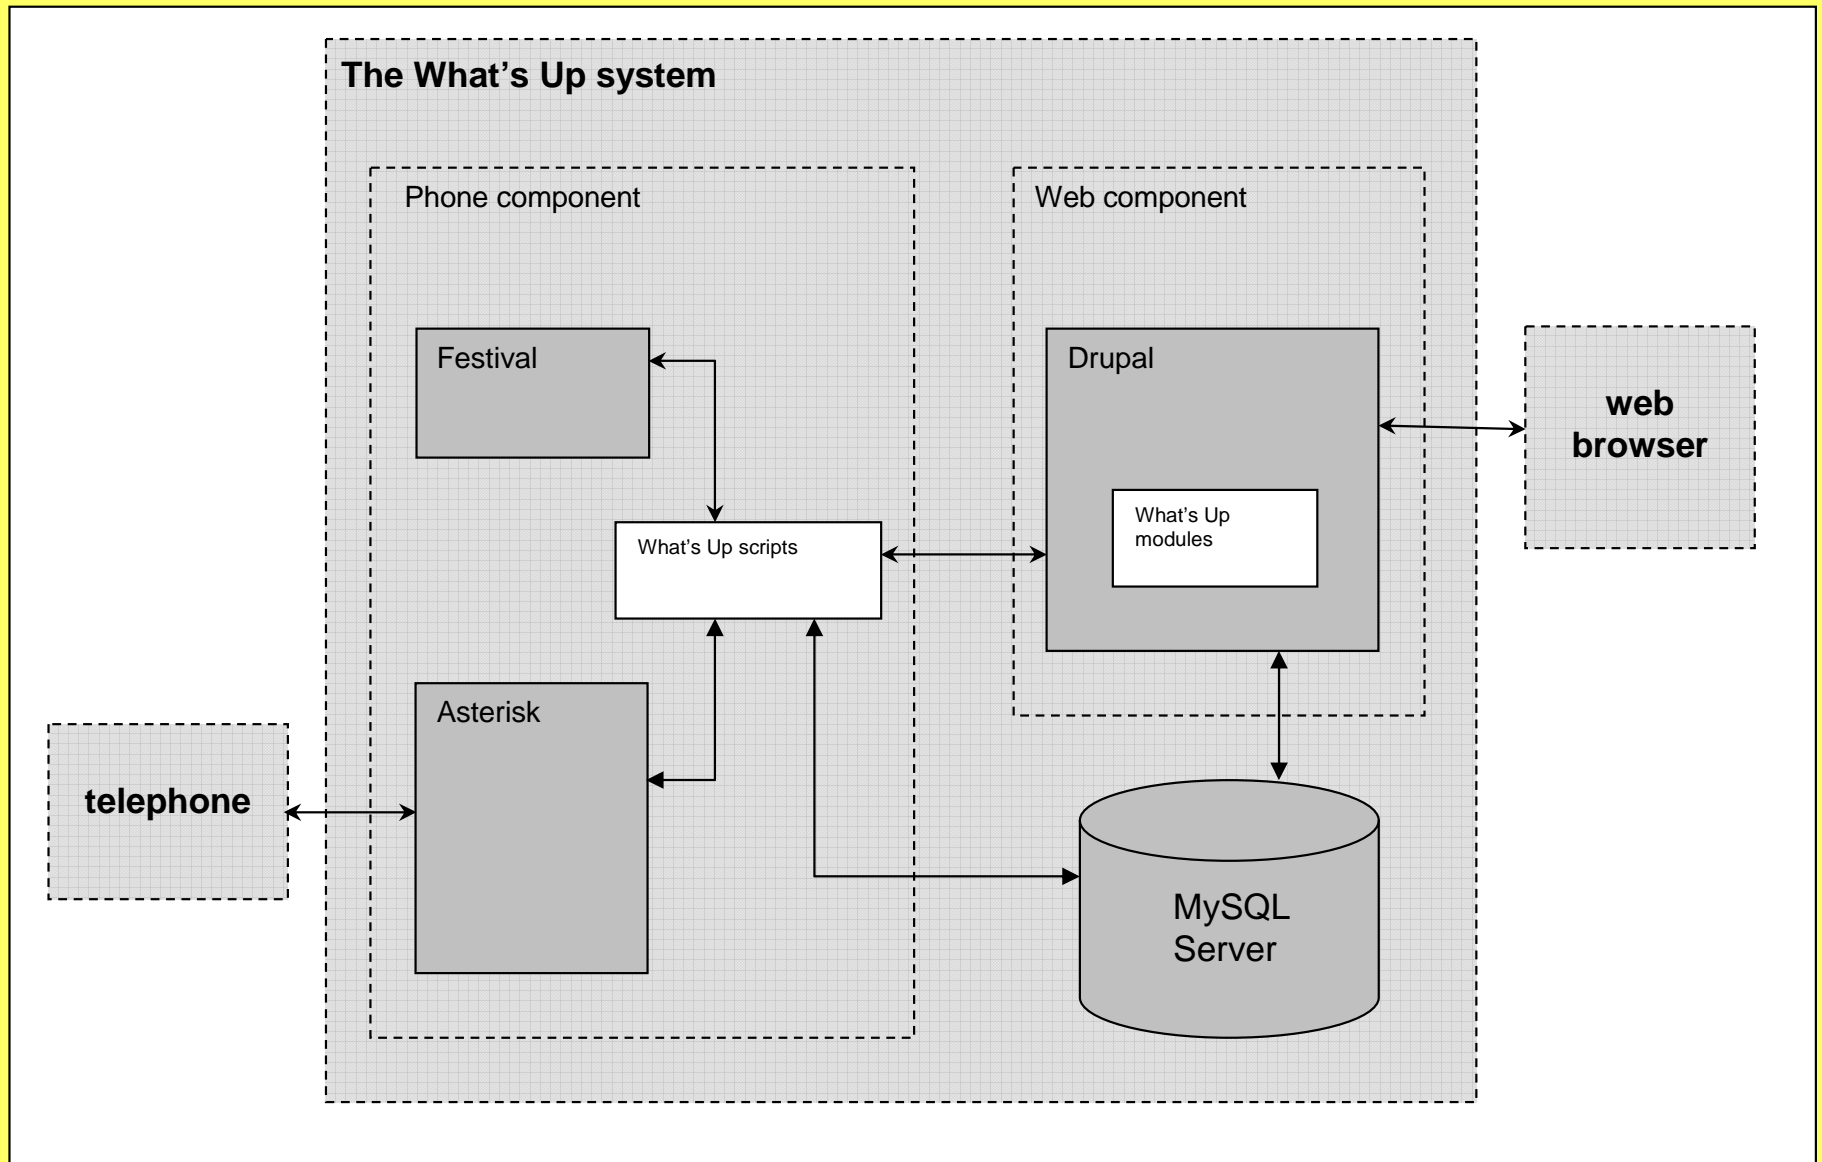 The What’s Up system
Phone component
Web component
Festival
Drupal
web
browser
What’s Up
modules
What’s Up scripts
Asterisk
telephone
MySQL
Server